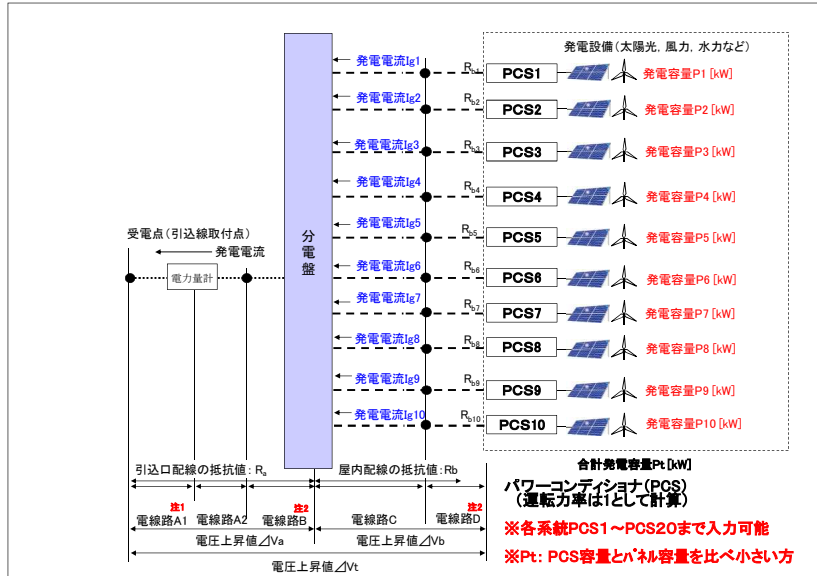 発電設備(太陽光，風力，水力など)
発電電流Ig1
Rb1
PCS1
発電容量P1[kW]
発電電流Ig2
Rb2
PCS2
発電容量P2[kW]
発電電流Ig3
Rb3
PCS3
発電容量P3[kW]
発電電流Ig4
Rb4
PCS4
発電容量P4[kW]
発電電流Ig5
Rb5
PCS5
発電容量P5[kW]
発電電流Ig6
Rb6
PCS6
発電容量P6[kW]
発電電流Ig7
Rb7
PCS7
発電容量P7[kW]
発電電流Ig8
Rb8
PCS8
発電容量P8[kW]
発電電流Ig9
Rb9
PCS9
発電容量P9[kW]
発電電流Ig10
Rb10
PCS10
発電容量P10[kW]
受電点(引込線取付点)
発電電流
電力量計
分電盤
引込口配線の抵抗値：Ra
屋内配線の抵抗値：Rb
注1
注2
注2
電線路A1
電線路A2
電線路B
電線路C
電線路D
電圧上昇値⊿Va
電圧上昇値⊿Vb
電圧上昇値⊿Vt
合計発電容量Pt[kW]
パワーコンディショナ(PCS)
(運転力率は1として計算)
※各系統PCS1～PCS20まで入力可能
※Pt：PCS容量とパネル容量を比べ小さい方